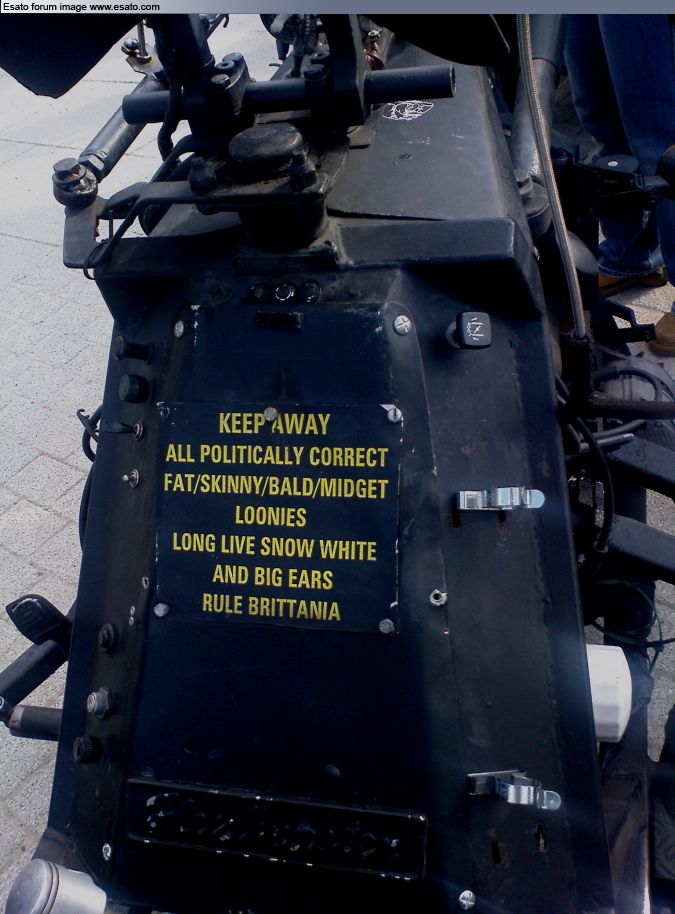 Esato forum image www.esato.com
KEEP AWAY
ALL POLITICALLY CORRECT
FAT/SKINNY/BALD/MIDGET
LOONIES
LONG LIVE SNOW WHITE
AND BIG EARS
RULE BRITTANIA